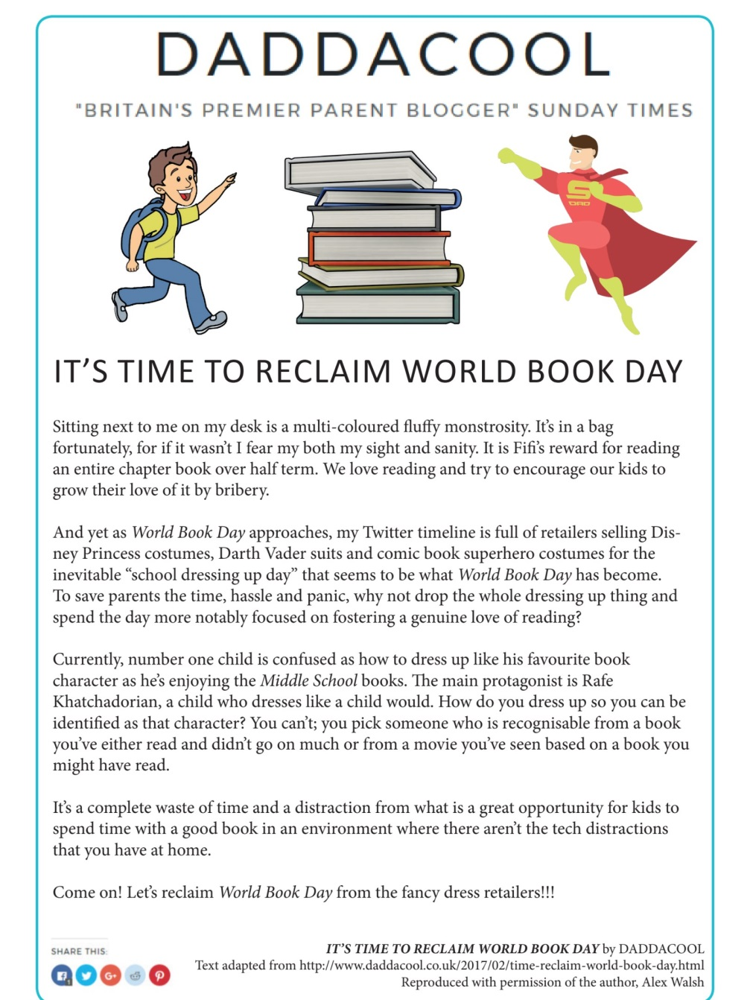 DADDACOOL
"BRITAIN'S PREMIER PARENT BLOGGER" SUNDAY TIMES
S
DAD
IT’S TIME TO RECLAIM WORLD BOOK DAY
Sitting next to me on my desk is a multi-coloured fluffy monstrosity. It’s in a bag
fortunately, for if it wasn’t I fear my both my sight and sanity. It is Fifi’s reward for reading
an entire chapter book over half term. We love reading and try to encourage our kids to
grow their love of it by bribery.
And yet as World Book Day approaches, my Twitter timeline is full of retailers selling Dis-
ney Princess costumes, Darth Vader suits and comic book superhero costumes for the
inevitable “school dressing up day” that seems to be what World Book Day has become.
To save parents the time, hassle and panic, why not drop the whole dressing up thing and
spend the day more notably focused on fostering a genuine love of reading?
Currently, number one child is confused as how to dress up like his favourite book
character as he’s enjoying the Middle School books. The main protagonist is Rafe
Khatchadorian, a child who dresses like a child would. How do you dress up so you can be
identified as that character? You can’t; you pick someone who is recognisable from a book
you’ve either read and didn’t go on much or from a movie you’ve seen based on a book you
might have read.
It’s a complete waste of time and a distraction from what is a great opportunity for kids to
spend time with a good book in an environment where there aren’t the tech distractions
that you have at home.
Come on! Let’s reclaim World Book Day from the fancy dress retailers!!!
SHARE THIS:
IT’S TIME TO RECLAIM WORLD BOOK DAY by DADDACOOL
Text adapted from http://www.daddacool.co.uk/2017/02/time-reclaim-world-book-day.html
Reproduced with permission of the author, Alex Walsh